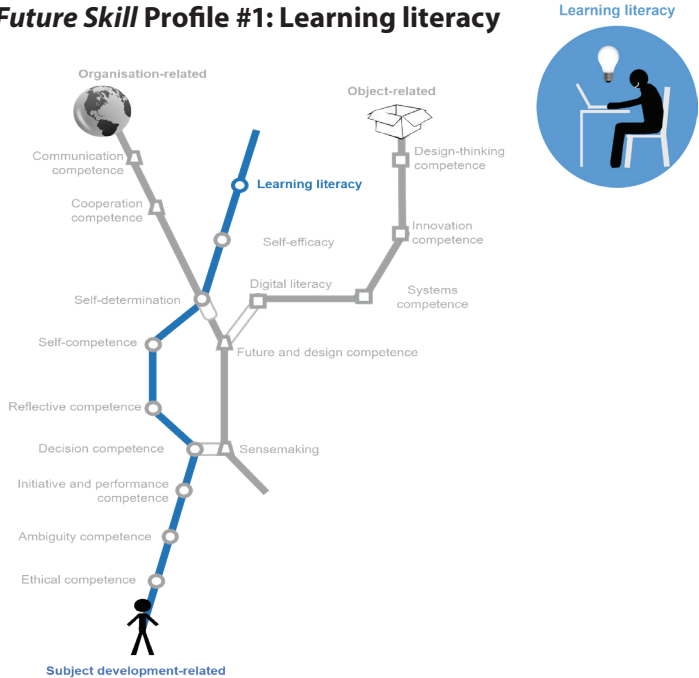 Future Skill Profile #1: Learning literacy
Learning literacy
Organisation-related
Object-related
Communication
competence
Design-thinking
competence
Learning literacy
Cooperation
competence
Innovation
competence
Self-efficacy
Digital literacy
Systems
competence
Self-determination
Self-competence
Future and design competence
Reflective competence
Decision competence
Sensemaking
Initiative and performance
competence
Ambiguity competence
Ethical competence
Subject development-related